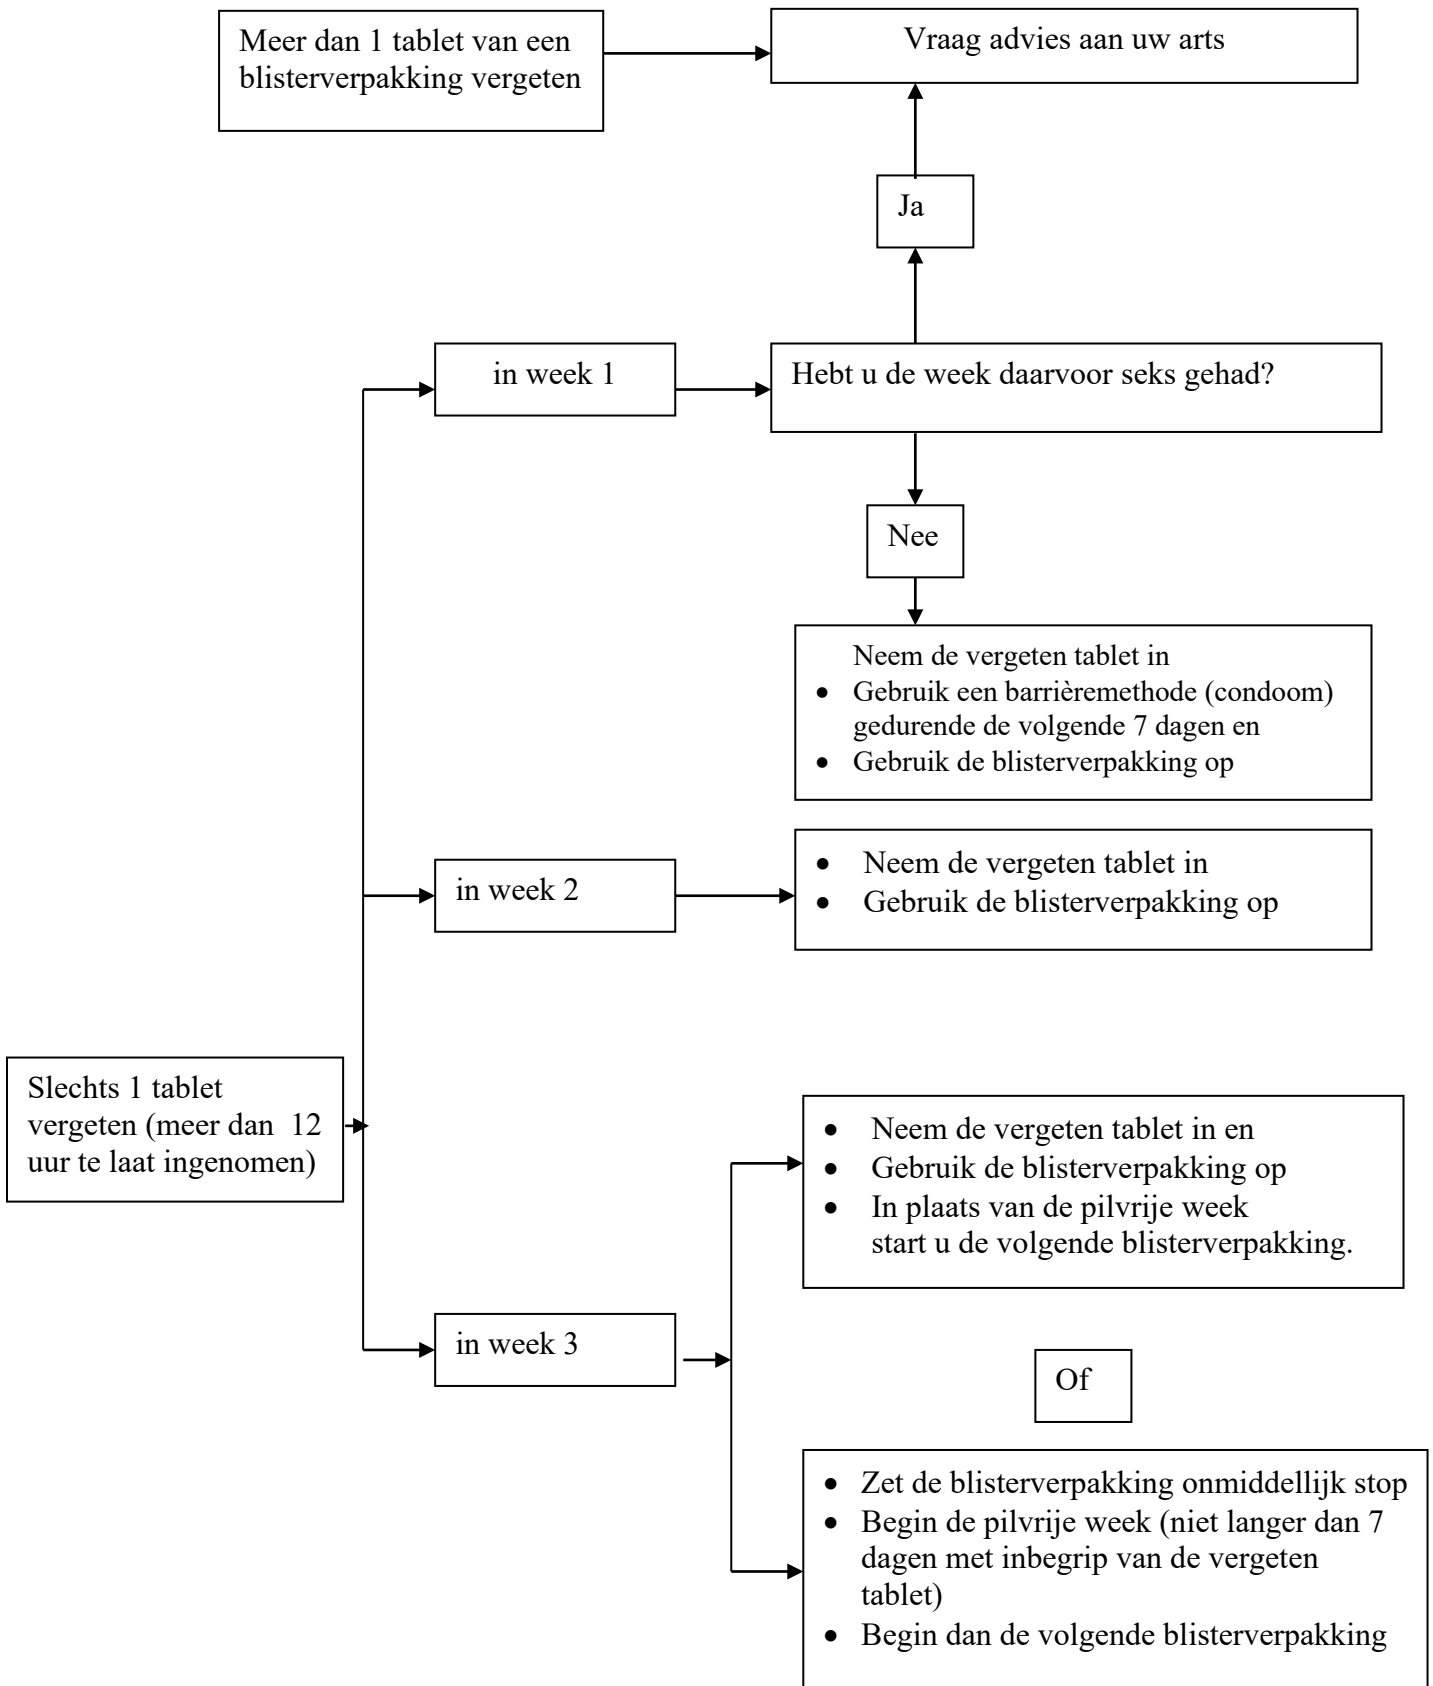 Meer dan 1 tablet van een
blisterverpakking vergeten
Vraag advies aan uw arts
Ja
in week 1
Hebt u de week daarvoor seks gehad?
Nee
Neem de vergeten tablet in
• Gebruik een barrièremethode (condoom)
gedurende de volgende 7 dagen en
• Gebruik de blisterverpakking op
in week 2
• Neem de vergeten tablet in
• Gebruik de blisterverpakking op
Slechts 1 tablet
vergeten (meer dan 12
uur te laat ingenomen)
• Neem de vergeten tablet in en
• Gebruik de blisterverpakking op
• In plaats van de pilvrije week
start u de volgende blisterverpakking.
in week 3
Of
• Zet de blisterverpakking onmiddellijk stop
• Begin de pilvrije week (niet langer dan 7
dagen met inbegrip van de vergeten
tablet)
• Begin dan de volgende blisterverpakking